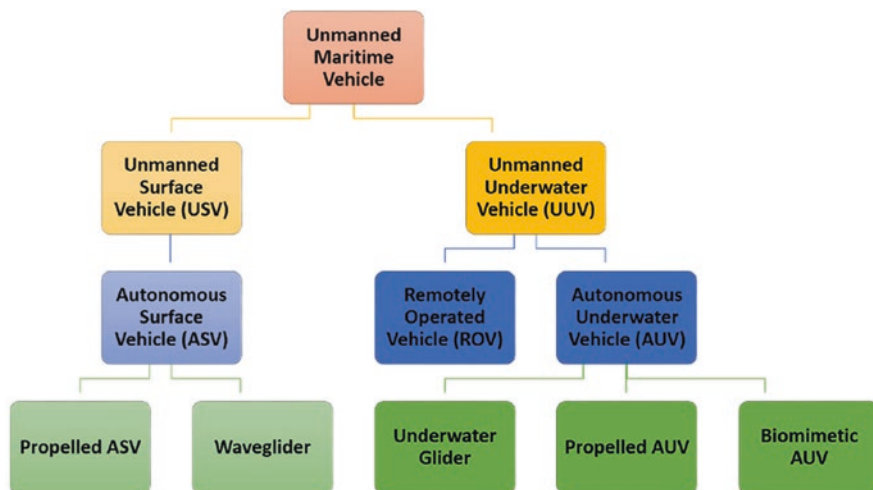 Unmanned
Maritime
Vehicle
Unmanned
Surface
Vehicle (USV)
Unmanned
Underwater
Vehicle (UUV)
Autonomous
Surface
Vehicle (ASV)
Remotely
Operated
Vehicle (ROV)
Autonomous
Underwater
Vehicle (AUV)
Propelled ASV
Waveglider
Underwater
Glider
Propelled AUV
Biomimetic
AUV